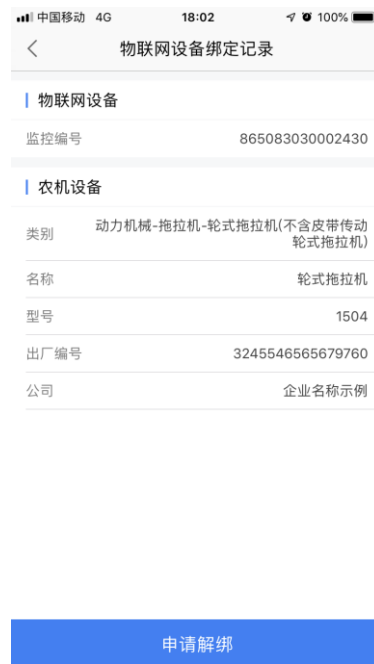 中国移动 4G 18:02 100%
物联网设备绑定记录
物联网设备
监控编号 865083030002430
农机设备
类别 动力机械-拖拉机-轮式拖拉机(不含皮带传动
轮式拖拉机)
名称 轮式拖拉机
型号 1504
出厂编号 3245546565679760
公司 企业名称示例
申请解绑